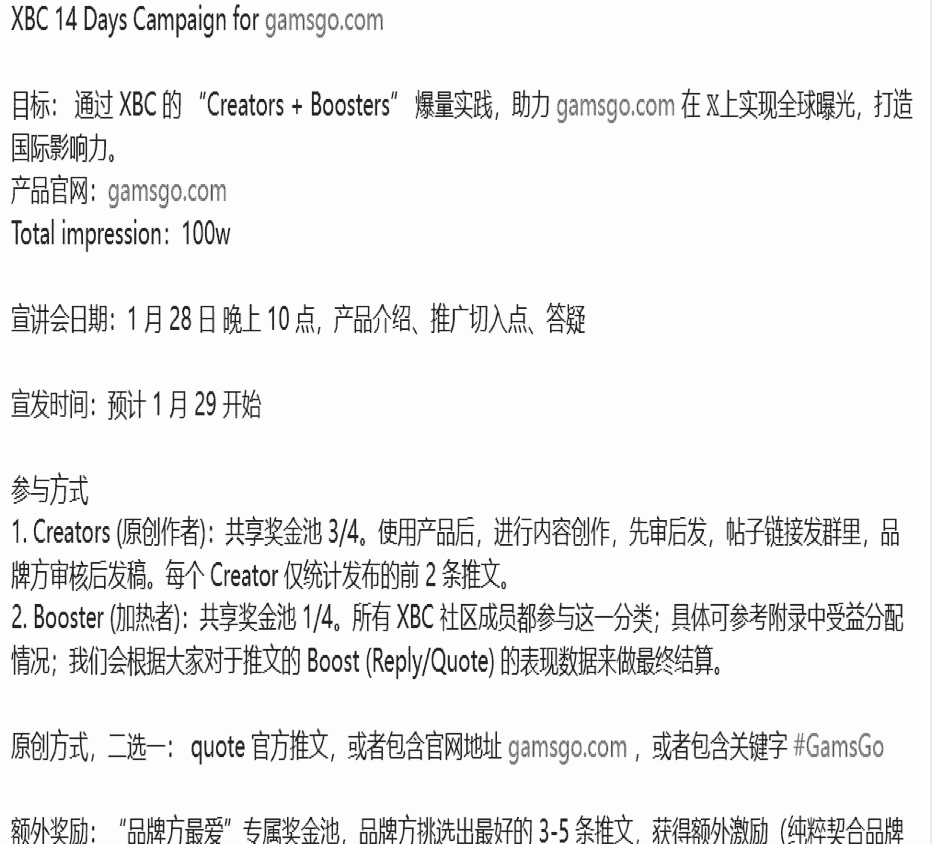 XBC 14 Days Campaign for gamsgo.com
目标： 通过 XBC 的 “Creators + Boosters” 爆量实践，助力 gamsgo.com 在 𝕏上实现全球曝光，打造
国际影响力。
产品官网：gamsgo.com
Total impression：100w
宣讲会日期：1 月 28 日 晚上 10 点，产品介绍、推广切入点、答疑
宣发时间：预计 1 月 29 开始
参与方式
1. Creators (原创作者)：共享奖金池 3/4。使用产品后，进行内容创作，先审后发，帖子链接发群里，品
牌方审核后发稿。每个 Creator 仅统计发布的前 2 条推文。
2. Booster (加热者)：共享奖金池 1/4。所有 XBC 社区成员都参与这一分类；具体可参考附录中受益分配
情况；我们会根据大家对于推文的 Boost (Reply/Quote) 的表现数据来做最终结算。
原创方式，二选一： quote 官方推文，或者包含官网地址 gamsgo.com ，或者包含关键字 #GamsGo
额外奖励：“品牌方最爱”专属奖金池，品牌方挑选出最好的 3-5 条推文，获得额外激励（纯粹契合品牌